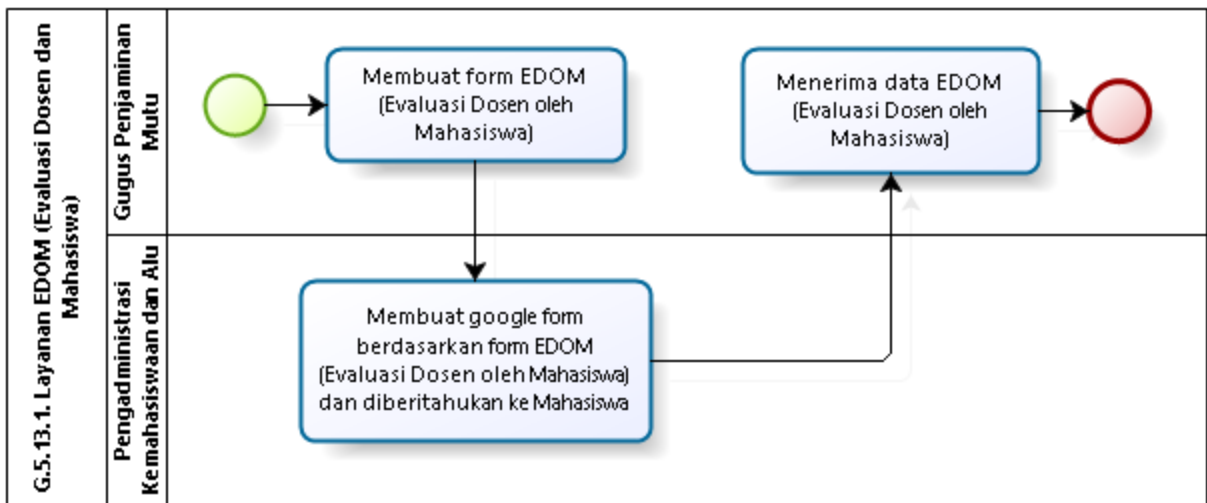 G.5.13.1. Layanan EDOM (Evaluasi Dosen dan
Mahasiswa)
Gugus Penjaminan
Mutu
Membuat form EDOM
(Evaluasi Dosen oleh
Mahasiswa)
Menerima data EDOM
(Evaluasi Dosen oleh
Mahasiswa)
Pengadministrasi
Kemahasiswaan dan Alu
Membuat google form
berdasarkan form EDOM
(Evaluasi Dosen oleh Mahasiswa)
dan diberitahukan ke Mahasiswa